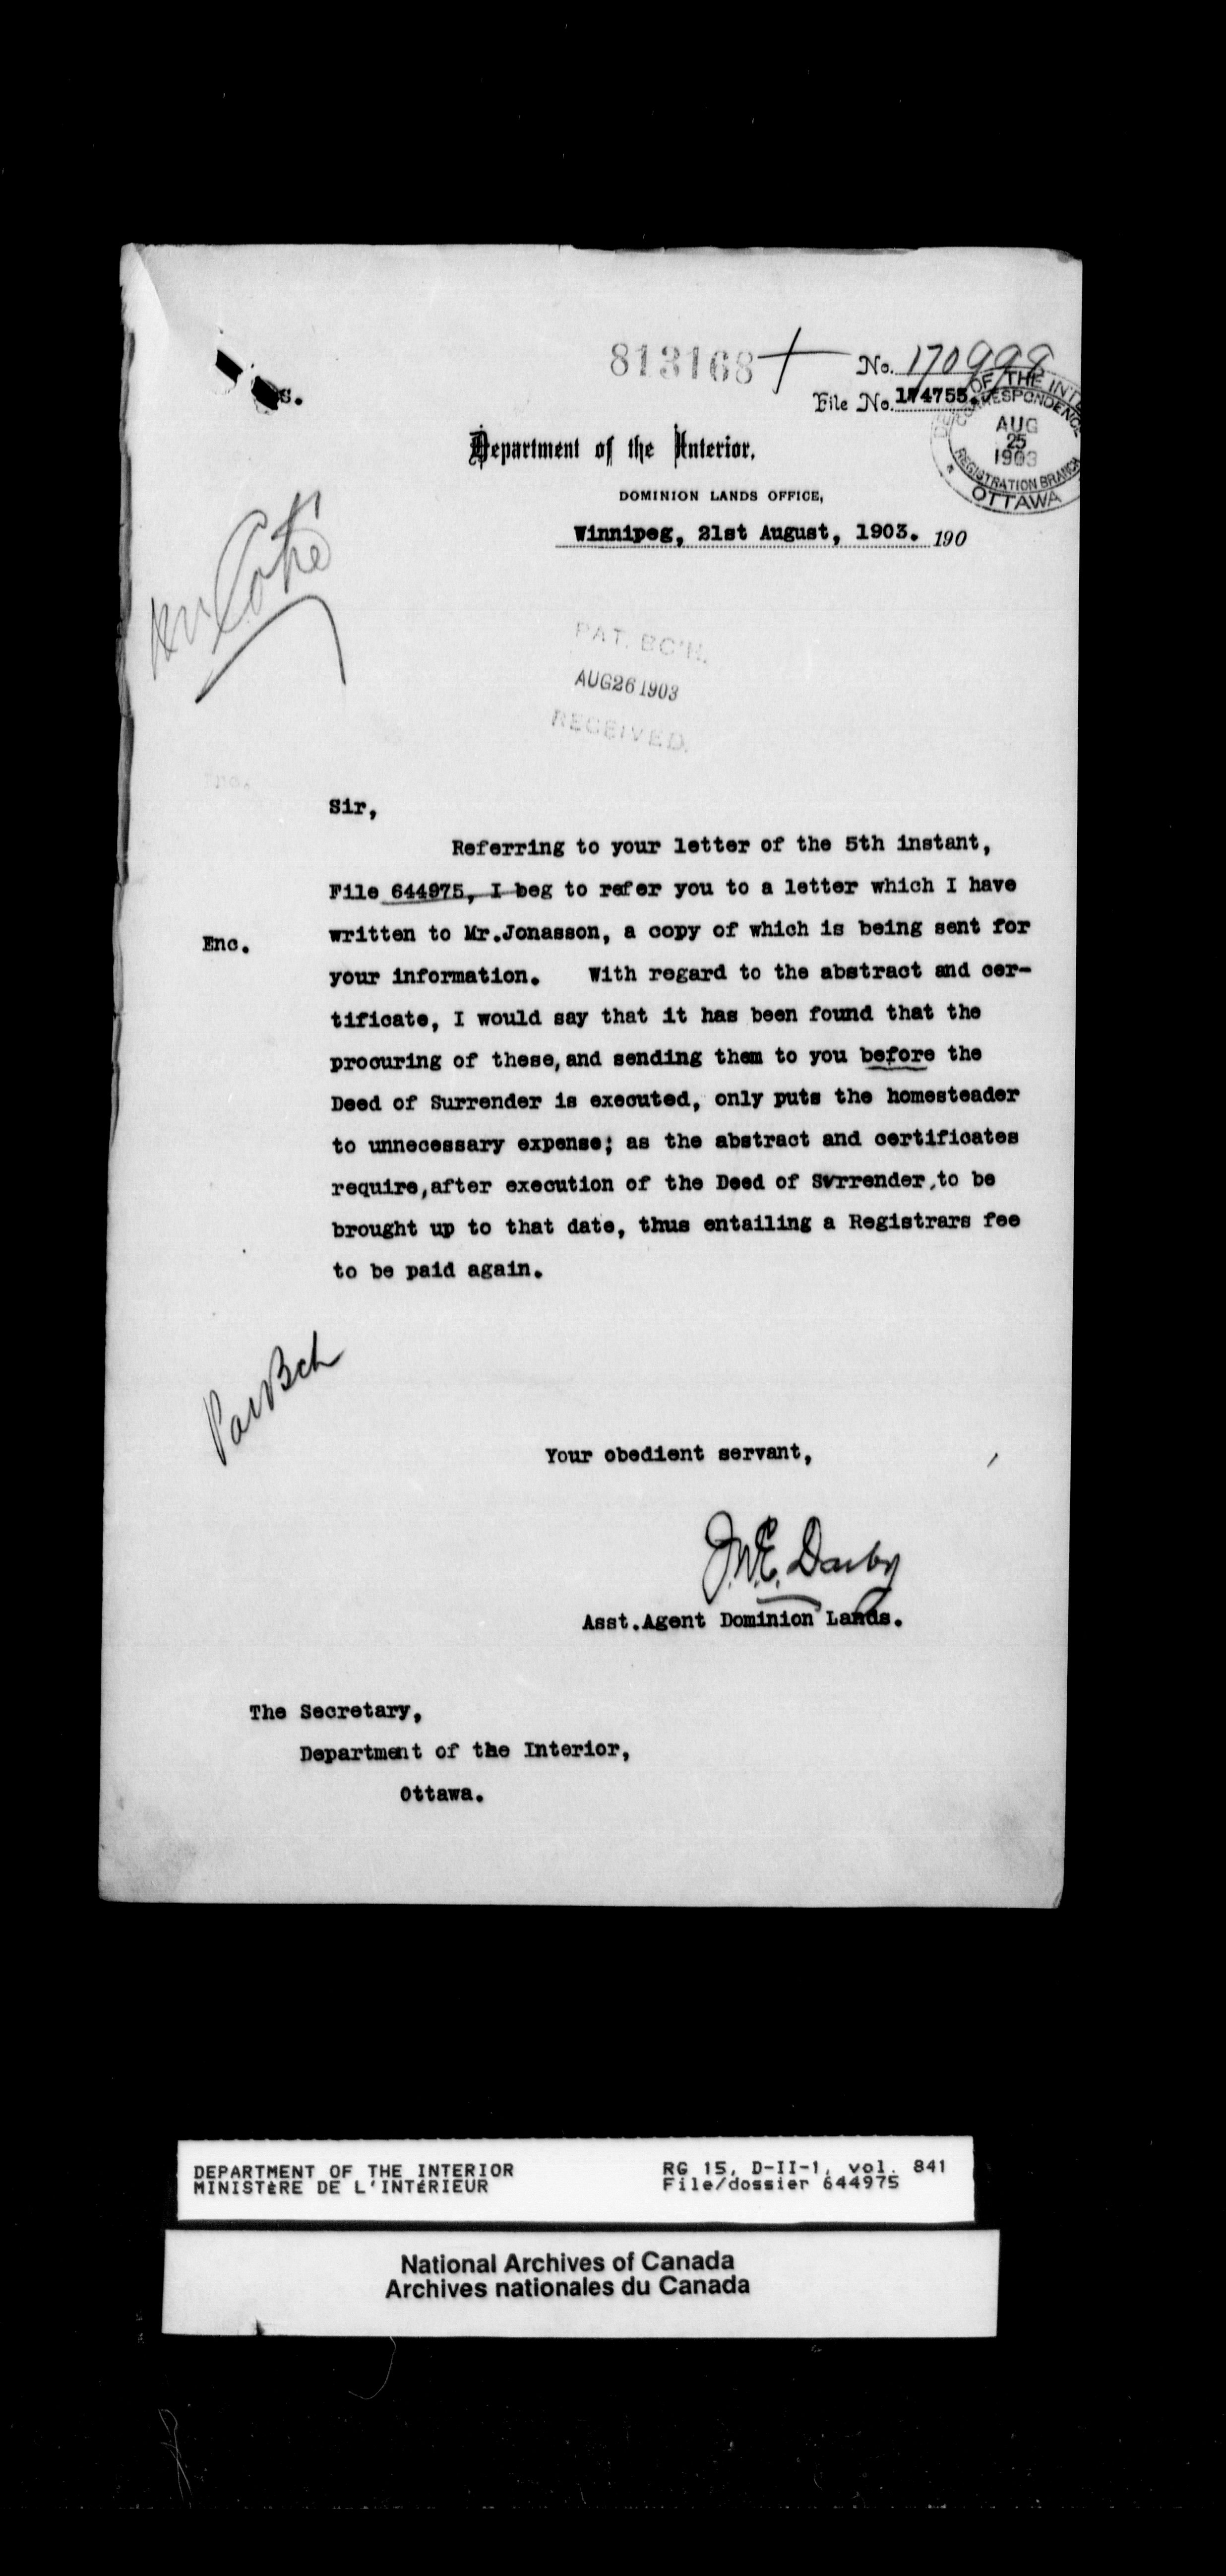 813168
No. 170998
File No. 174755.
s.
OF THE INTE
CORRESPONDENCE
AUG
25
1903
REGISTRATION BRANCH
OTTAWA
Department of the Interior,
DOMINION LANDS OFFICE,
Winnipeg, 21st August, 1903. 190
PAT. BC'H.
AUG 26 1903
RECEIVED.
Sir,
Referring to your letter of the 5th instant,
File 644975, I beg to refer you to a letter which I have
Enc.
written to Mr.Jonasson, a copy of which is being sent for
your information. With regard to the abstract and cer-
tificate, I would say that it has been found that the
procuring of these,and sending them to you before the
Deed of Surrender is executed, only puts the homesteader
to unnecessary expense; as the abstract and certificates
require,after execution of the Deed of Surrender,to be
brought up to that date, thus entailing a Registrars fee
to be paid again.
Pat Bch
Your obedient servant,
J.W.E. Darby
Asst.Agent Dominion Lands.
The Secretary,
Department of the Interior,
Ottawa.
DEPARTMENT OF THE INTERIOR RG 15, D-II-1, vol. 841
MINISTÈRE DE L'INTÉRIEUR File/dossier 644975
National Archives of Canada
Archives nationales du Canada